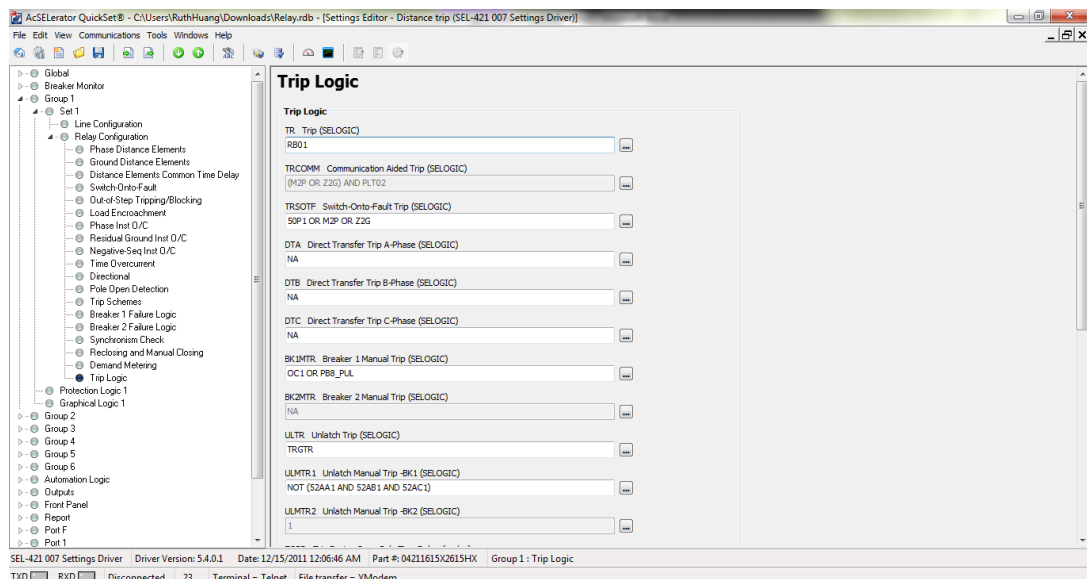 AcSELerator QuickSet® - C:\Users\RuthHuang\Downloads\Relay.rdb - [Settings Editor - Distance trip (SEL-421 007 Settings Driver)]
File Edit View Communications Tools Windows Help
Global
Breaker Monitor
Group 1
Set 1
Line Configuration
Relay Configuration
Phase Distance Elements
Ground Distance Elements
Distance Elements Common Time Delay
Switch-Onto-Fault
Out-of-Step Tripping/Blocking
Load Encroachment
Phase Inst O/C
Residual Ground Inst O/C
Negative-Seq Inst O/C
Time Overcurrent
Directional
Pole Open Detection
Trip Schemes
Breaker 1 Failure Logic
Breaker 2 Failure Logic
Synchronism Check
Reclosing and Manual Closing
Demand Metering
Trip Logic
Protection Logic 1
Graphical Logic 1
Group 2
Group 3
Group 4
Group 5
Group 6
Automation Logic
Outputs
Front Panel
Report
Port F
Port 1
Trip Logic
Trip Logic
TR Trip (SELOGIC)
RB01
TRCOMM Communication Aided Trip (SELOGIC)
(M2P OR Z2G) AND PLT02
TRSOTF Switch-Onto-Fault Trip (SELOGIC)
50P1 OR M2P OR Z2G
DTA Direct Transfer Trip A-Phase (SELOGIC)
NA
DTB Direct Transfer Trip B-Phase (SELOGIC)
NA
DTC Direct Transfer Trip C-Phase (SELOGIC)
NA
BK1MTR Breaker 1 Manual Trip (SELOGIC)
OC1 OR PB8_PUL
BK2MTR Breaker 2 Manual Trip (SELOGIC)
NA
ULTR Unlatch Trip (SELOGIC)
TRGTR
ULMTR1 Unlatch Manual Trip -BK1 (SELOGIC)
NOT (52AA1 AND 52AB1 AND 52AC1)
ULMTR2 Unlatch Manual Trip -BK2 (SELOGIC)
1
SEL-421 007 Settings Driver Driver Version: 5.4.0.1 Date: 12/15/2011 12:06:46 AM Part #: 04211615X2615HX Group 1 : Trip Logic
TXD RXD Disconnected 23 Terminal = Telnet File transfer = YModem